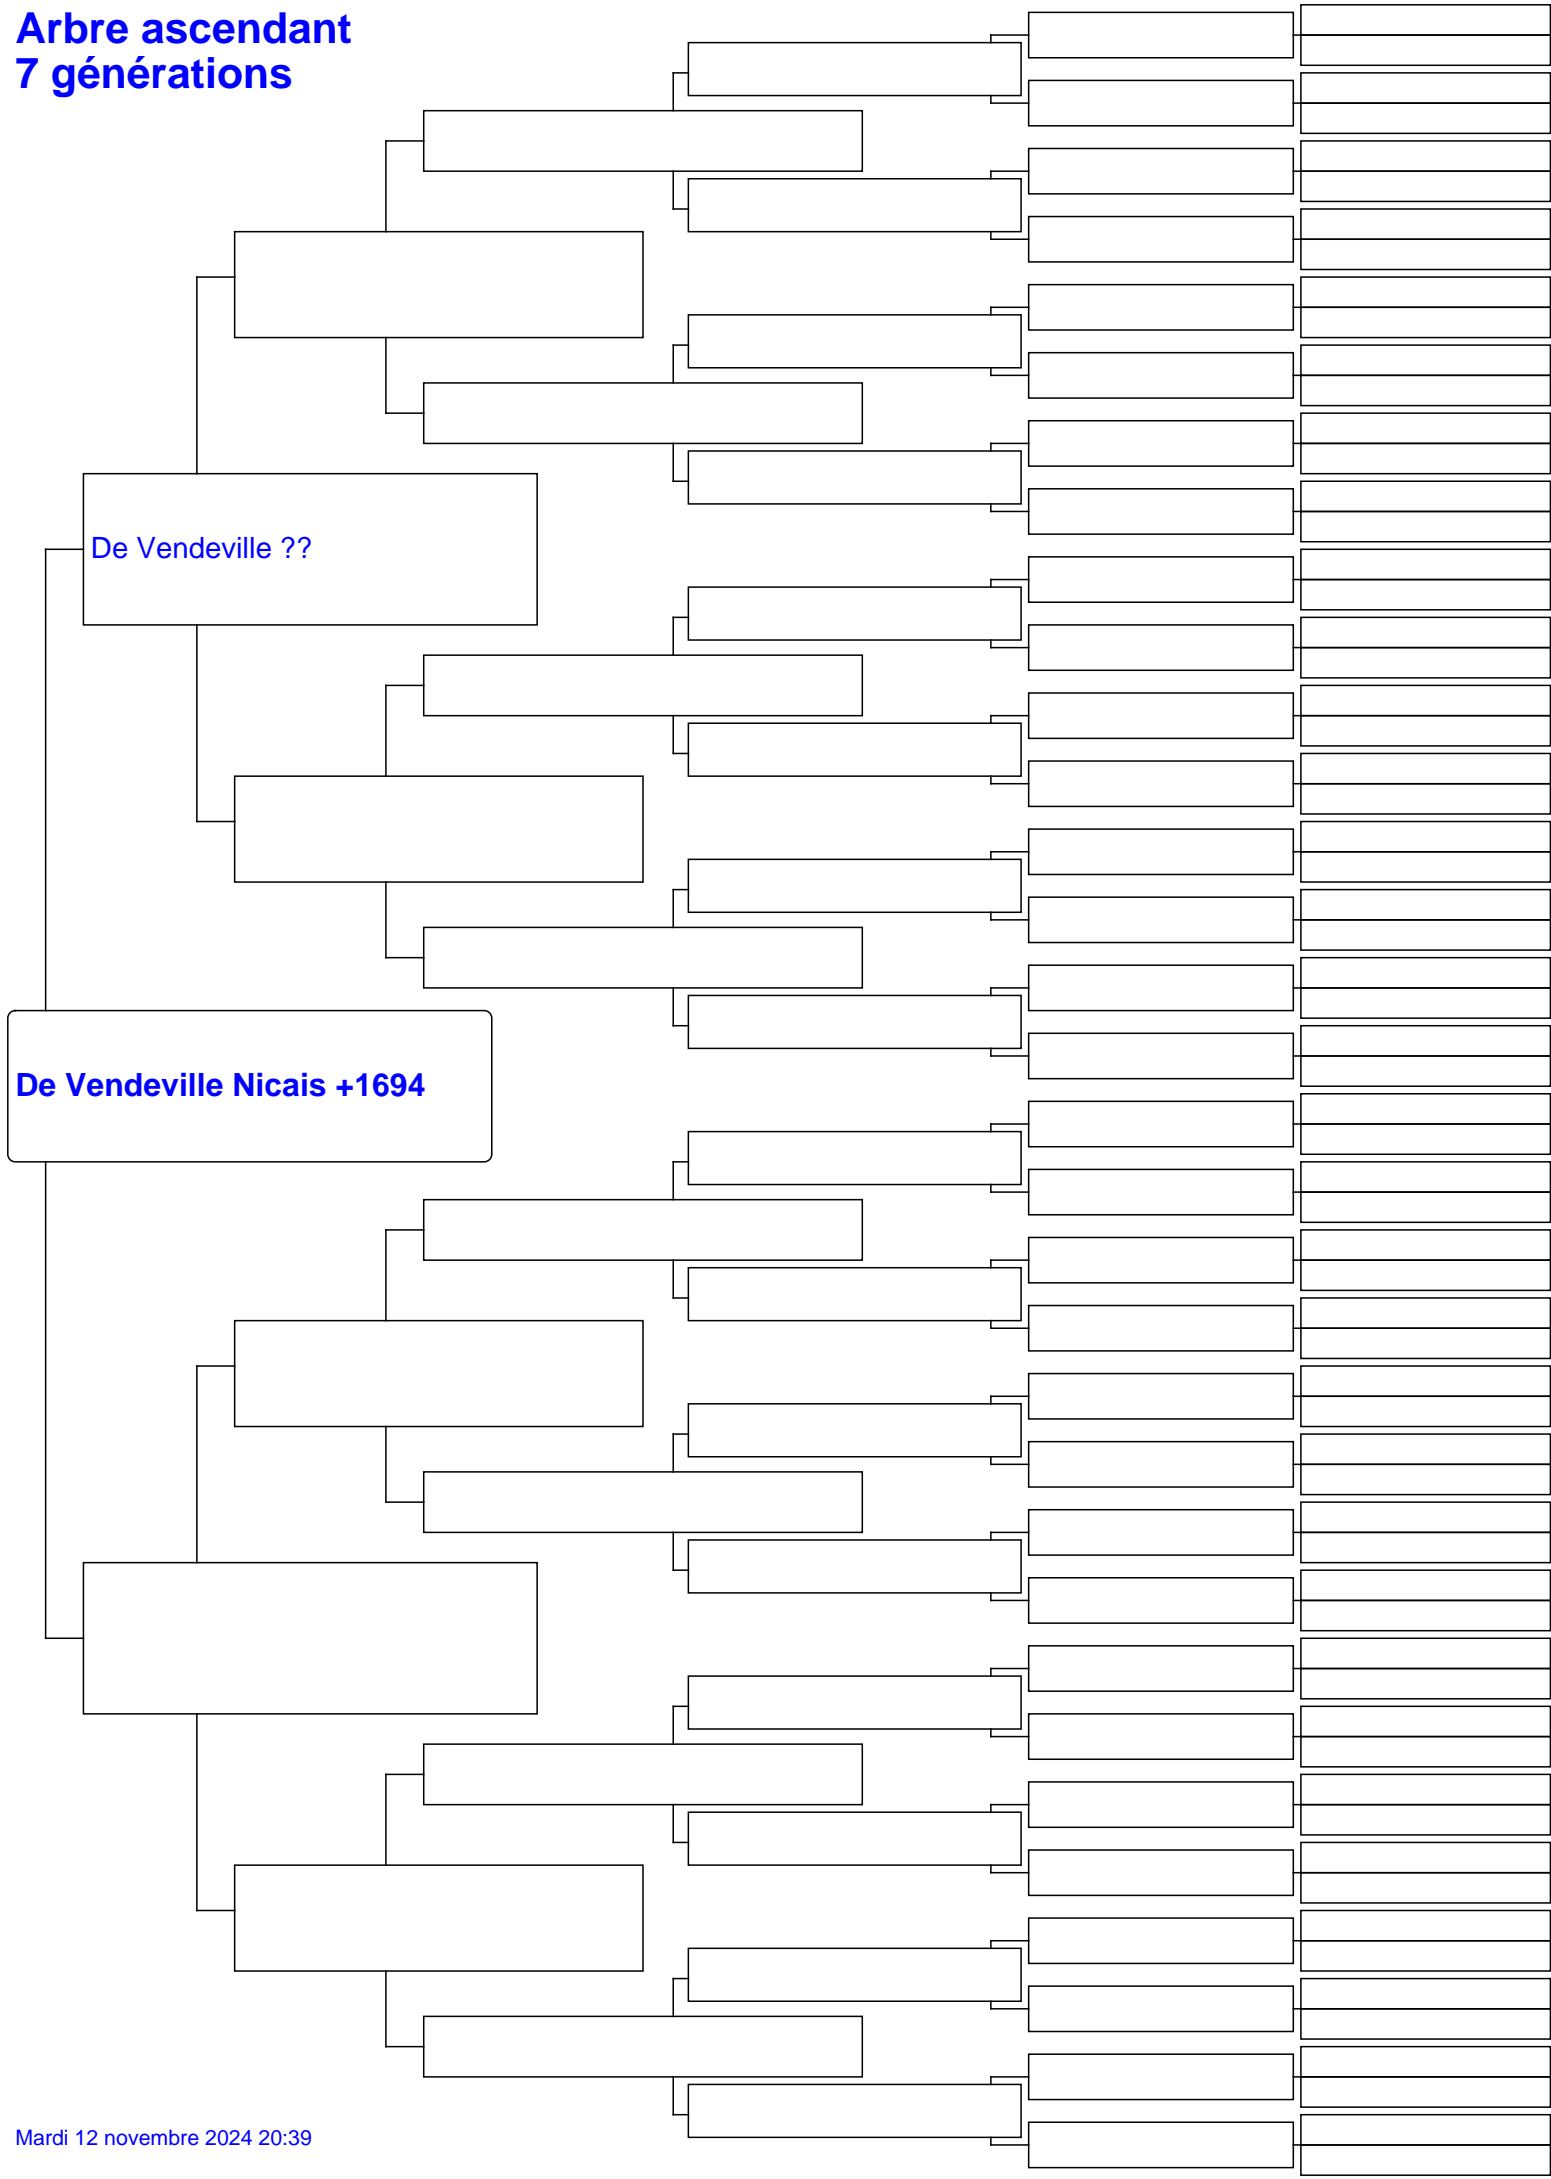 Arbre ascendant
7 générations
De Vendeville ??
De Vendeville Nicais +1694
Mardi 12 novembre 2024 20:39